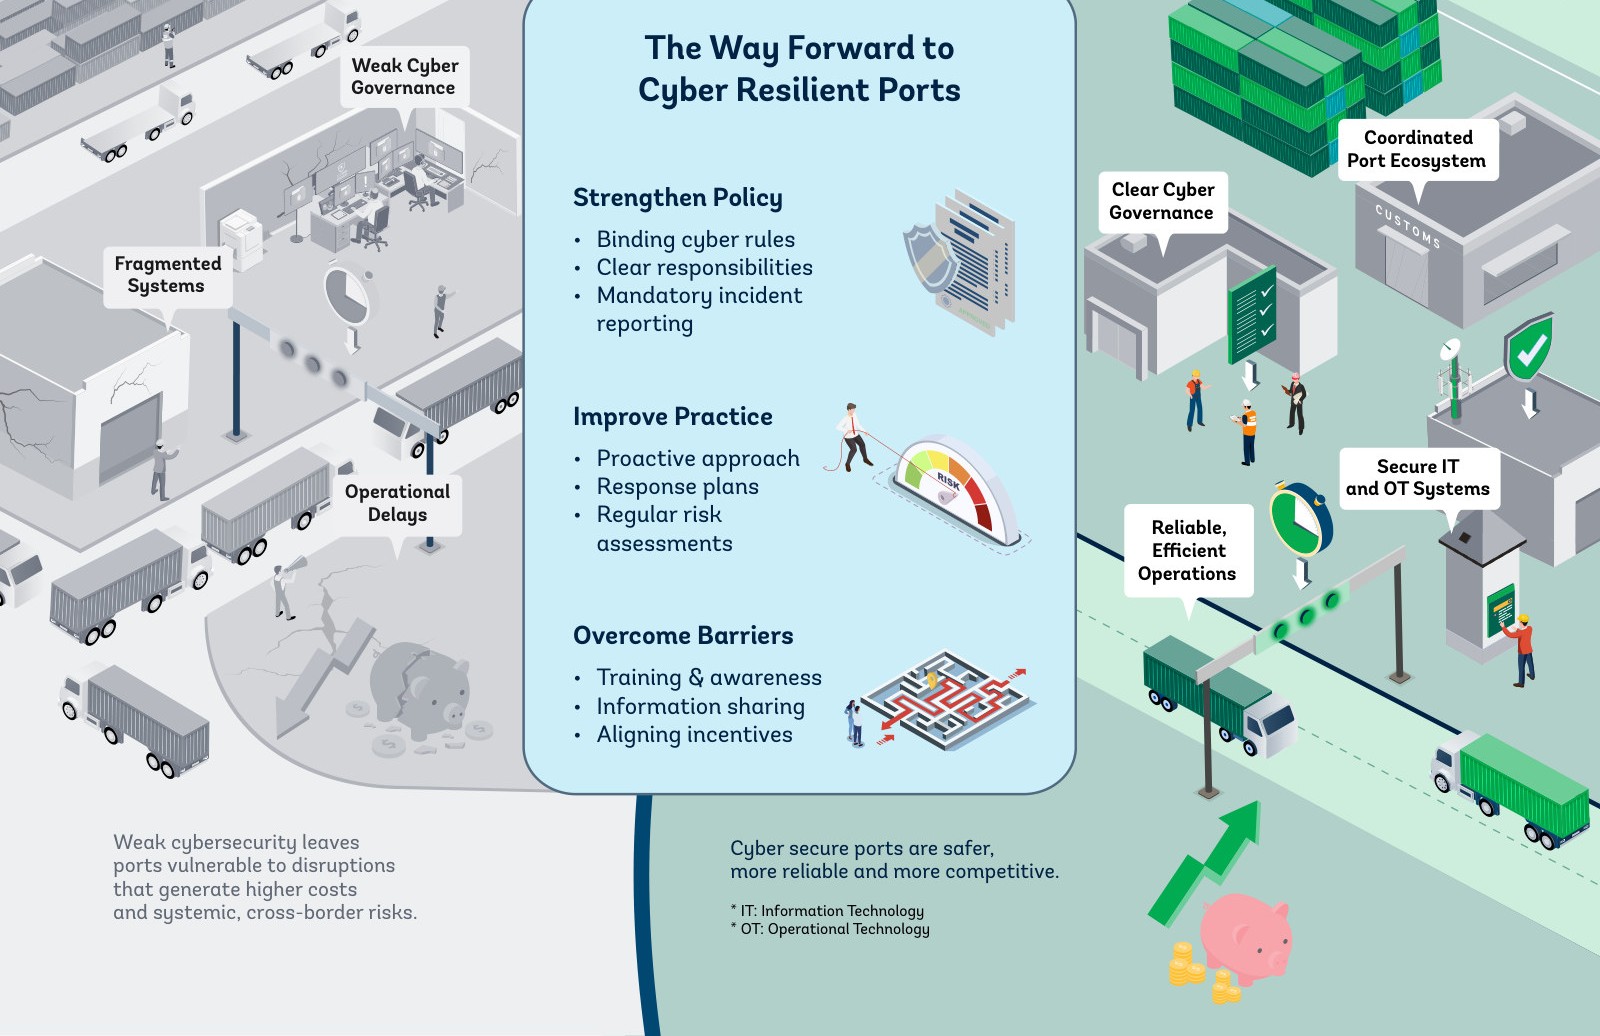 Weak Cyber
Governance
Fragmented
Systems
Operational
Delays
Weak cybersecurity leaves
ports vulnerable to disruptions
that generate higher costs
and systemic, cross-border risks.
The Way Forward to
Cyber Resilient Ports
Strengthen Policy
• Binding cyber rules
• Clear responsibilities
• Mandatory incident
reporting
Improve Practice
• Proactive approach
• Response plans
• Regular risk
assessments
RISK
Overcome Barriers
• Training & awareness
• Information sharing
• Aligning incentives
Coordinated
Port Ecosystem
CUSTOMS
Clear Cyber
Governance
Secure IT
and OT Systems
Reliable,
Efficient
Operations
Cyber secure ports are safer,
more reliable and more competitive.
* IT: Information Technology
* OT: Operational Technology